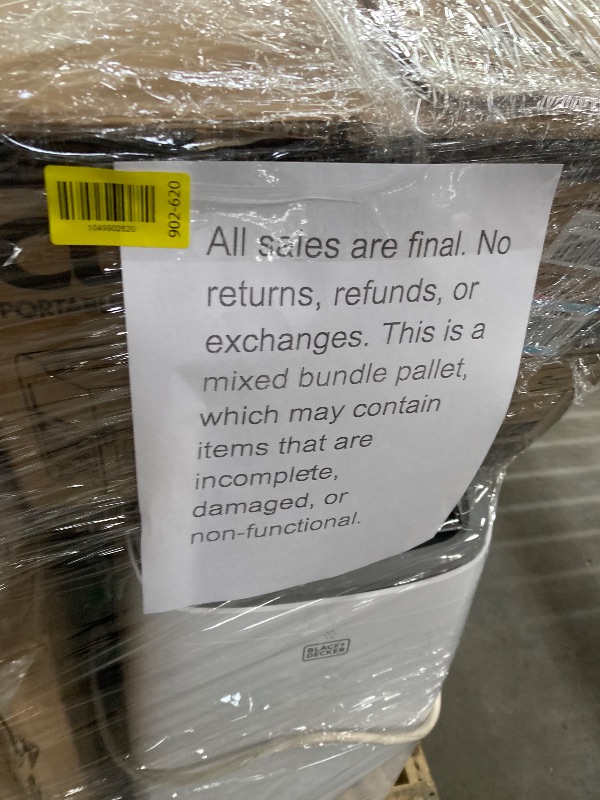 902-620
All sales are final. No
returns, refunds, or
exchanges. This is a
mixed bundle pallet,
which may contain
items that are
incomplete,
damaged, or
non-functional.
BLACK+
DECKER